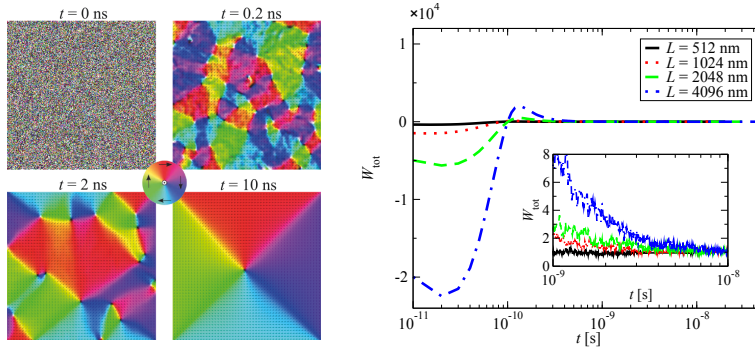 t = 0 ns
t = 0.2 ns
t = 2 ns
t = 10 ns
×10⁴
1
0
-1
-2
W_tot
10⁻¹¹
10⁻¹⁰
10⁻⁹
10⁻⁸
t [s]
L = 512 nm
L = 1024 nm
L = 2048 nm
L = 4096 nm
8
6
4
2
0
W_tot
10⁻⁹
10⁻⁸
t [s]